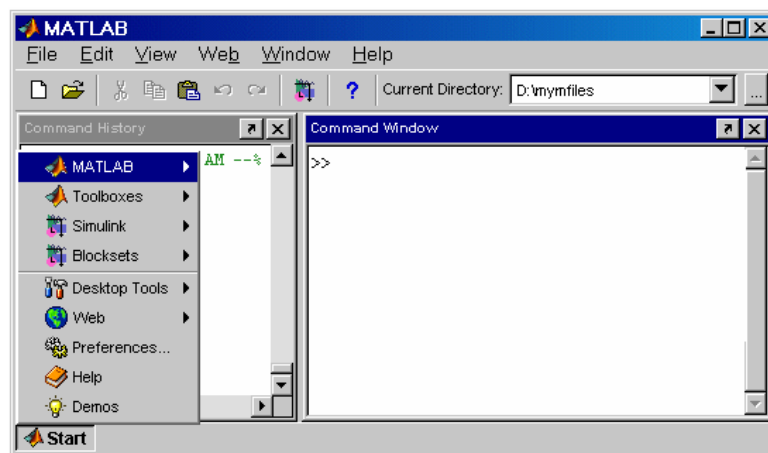 MATLAB
File Edit View Web Window Help
? Current Directory: D:\mymfiles ...
Command History
Command Window
AM --%
>>
MATLAB
Toolboxes
Simulink
Blocksets
Desktop Tools
Web
Preferences...
Help
Demos
Start